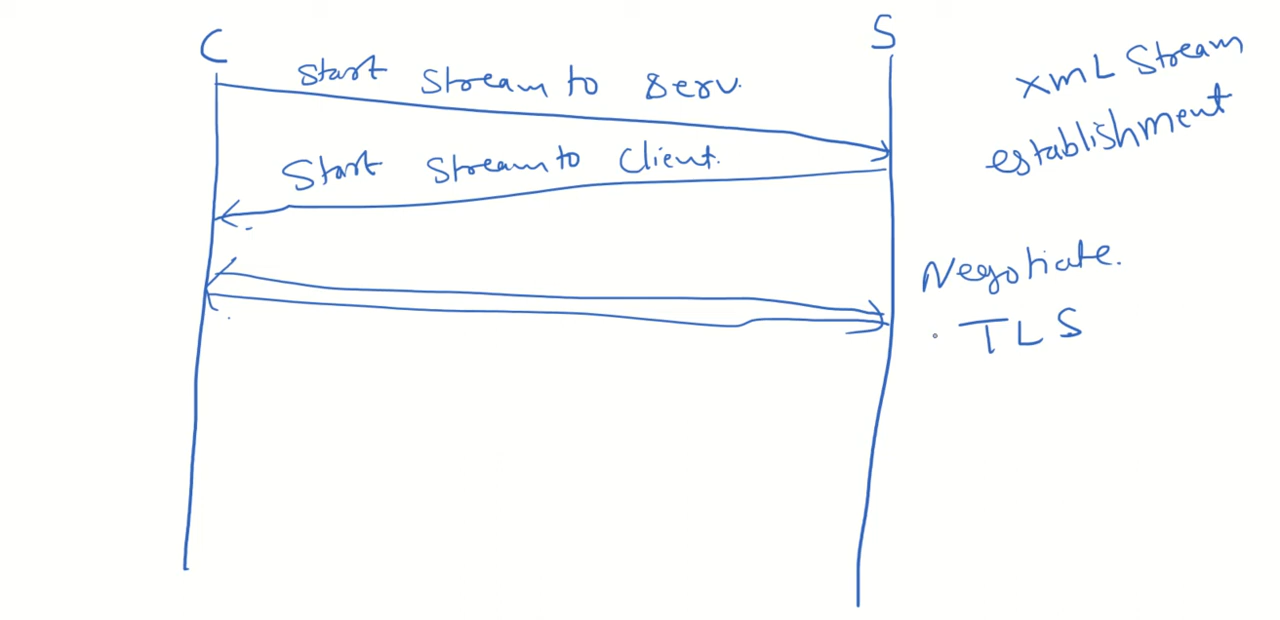 C
S
Start Stream to Serv.
xmL Stream
establishment
Start Stream to Client.
Negotiate.
. TLS